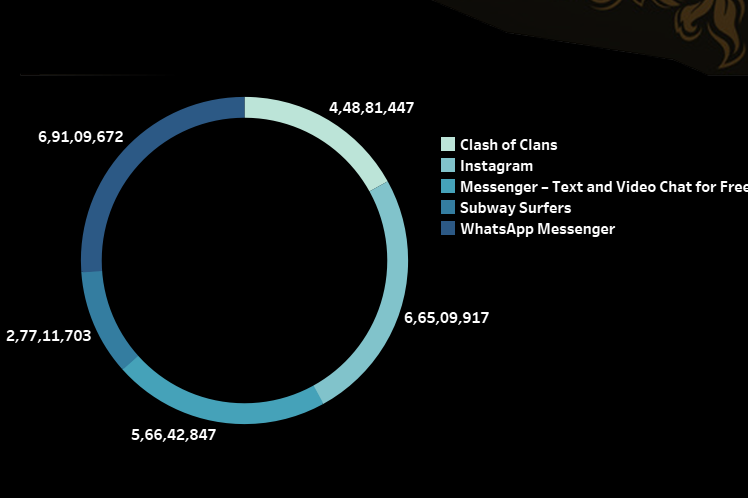 4,48,81,447
6,91,09,672
Clash of Clans
Instagram
Messenger – Text and Video Chat for Free
Subway Surfers
WhatsApp Messenger
6,65,09,917
2,77,11,703
5,66,42,847